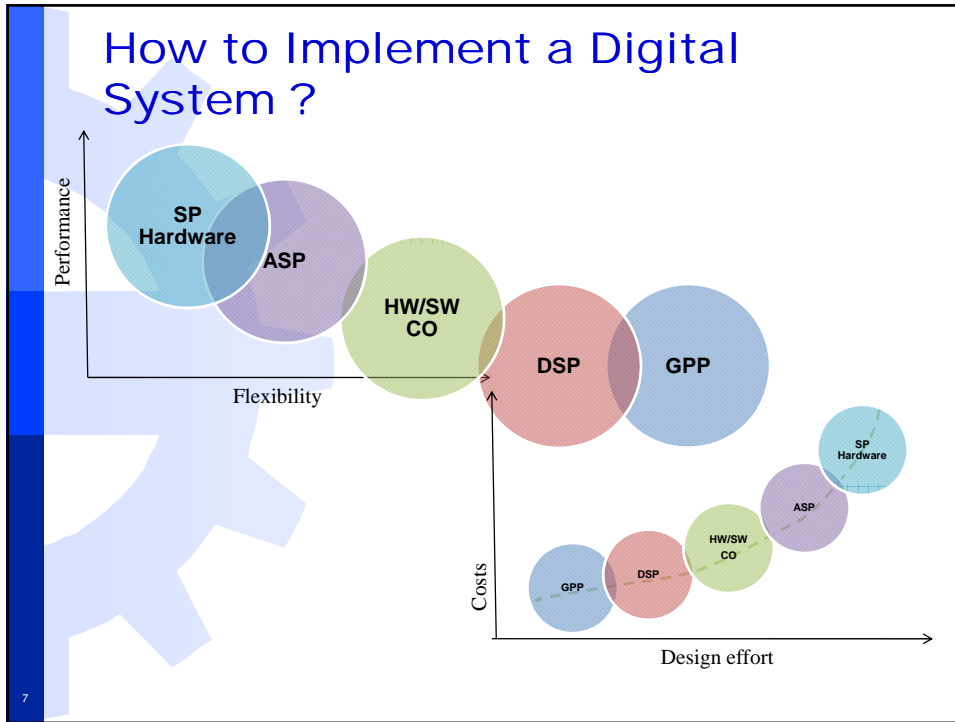 How to Implement a Digital
System ?
Performance
SP
Hardware
ASP
HW/SW
CO
DSP
GPP
Flexibility
Costs
GPP
DSP
HW/SW
CO
ASP
SP
Hardware
Design effort
7